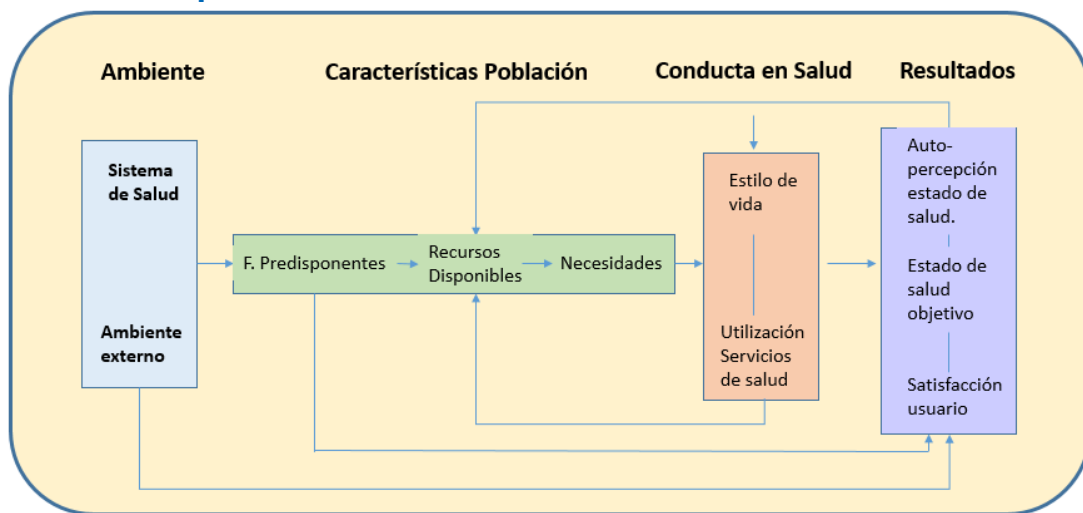 Ambiente
Características Población
Conducta en Salud
Resultados
Sistema
de Salud
Ambiente
externo
F. Predisponentes
Recursos
Disponibles
Necesidades
Estilo de
vida
Utilización
Servicios
de salud
Auto-
percepción
estado de
salud.
Estado de
salud
objetivo
Satisfacción
usuario